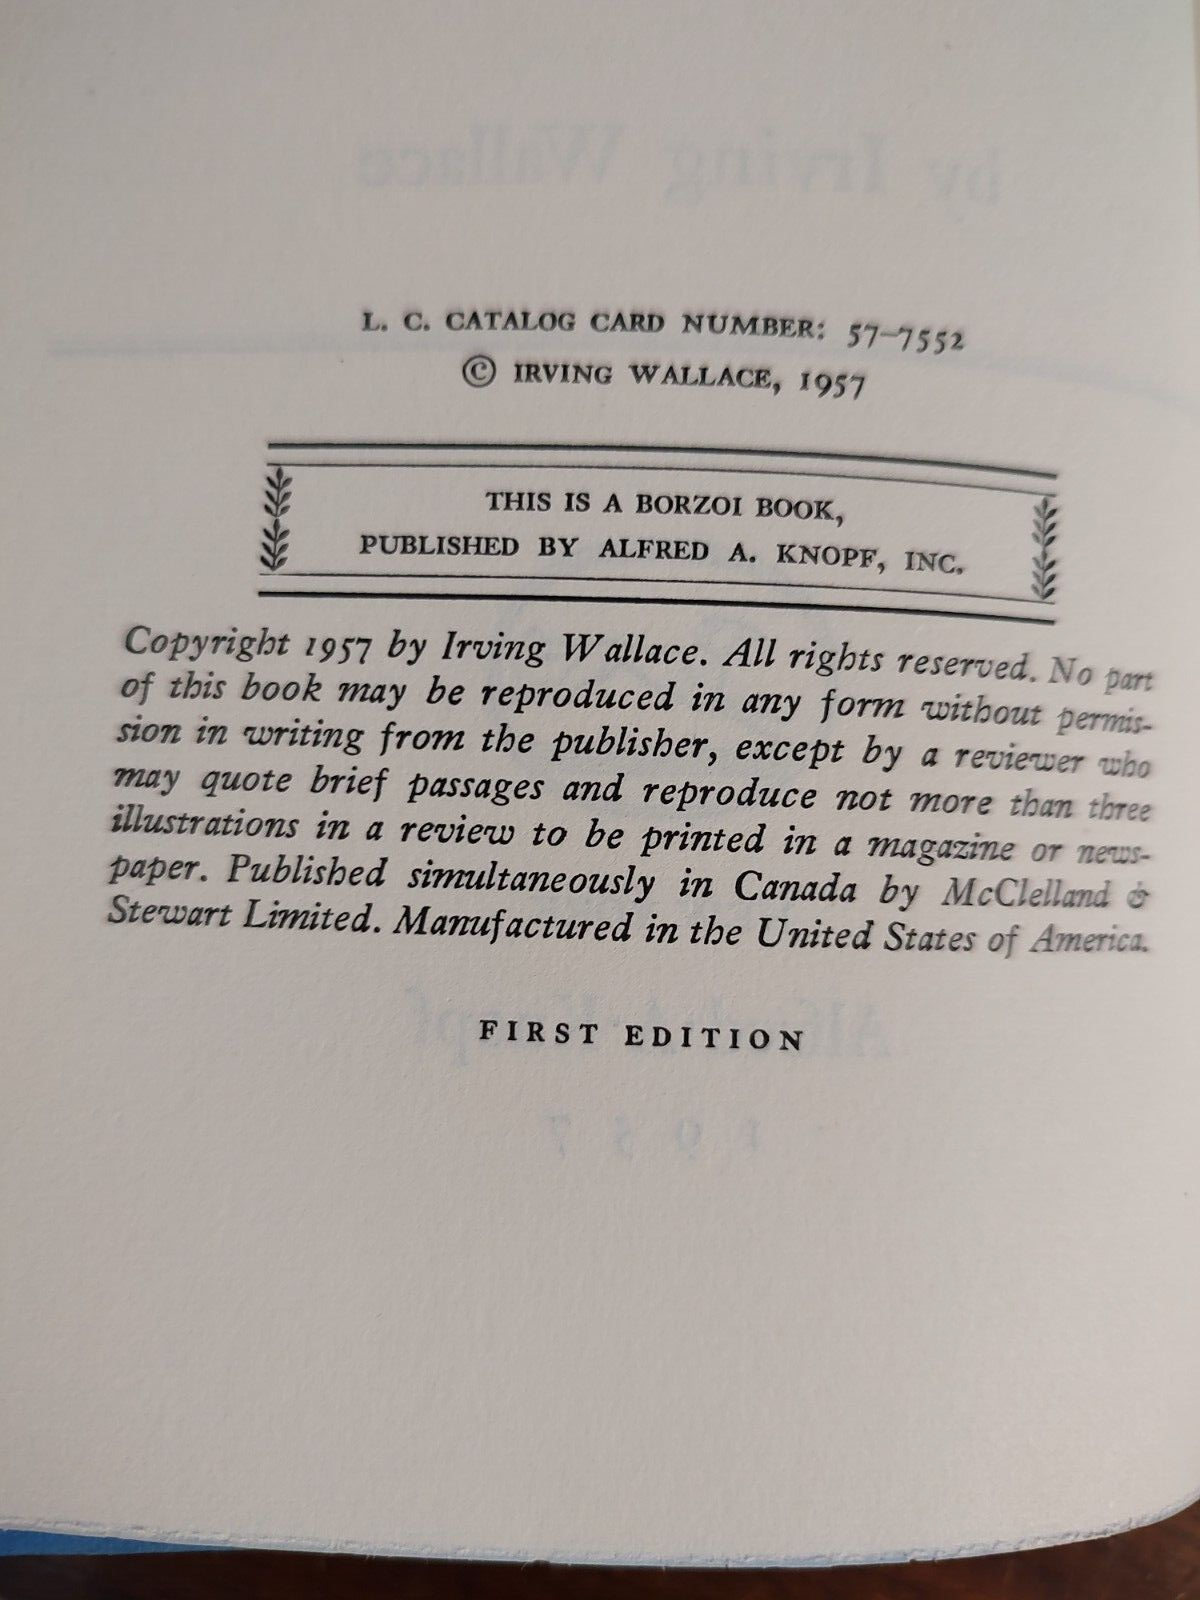 by Irving Wallace
L. C. CATALOG CARD NUMBER: 57–7552
© IRVING WALLACE, 1957
THIS IS A BORZOI BOOK,
PUBLISHED BY ALFRED A. KNOPF, INC.
Copyright 1957 by Irving Wallace. All rights reserved. No part
of this book may be reproduced in any form without permis-
sion in writing from the publisher, except by a reviewer who
may quote brief passages and reproduce not more than three
illustrations in a review to be printed in a magazine or news-
paper. Published simultaneously in Canada by McClelland &
Stewart Limited. Manufactured in the United States of America.
FIRST EDITION
1957